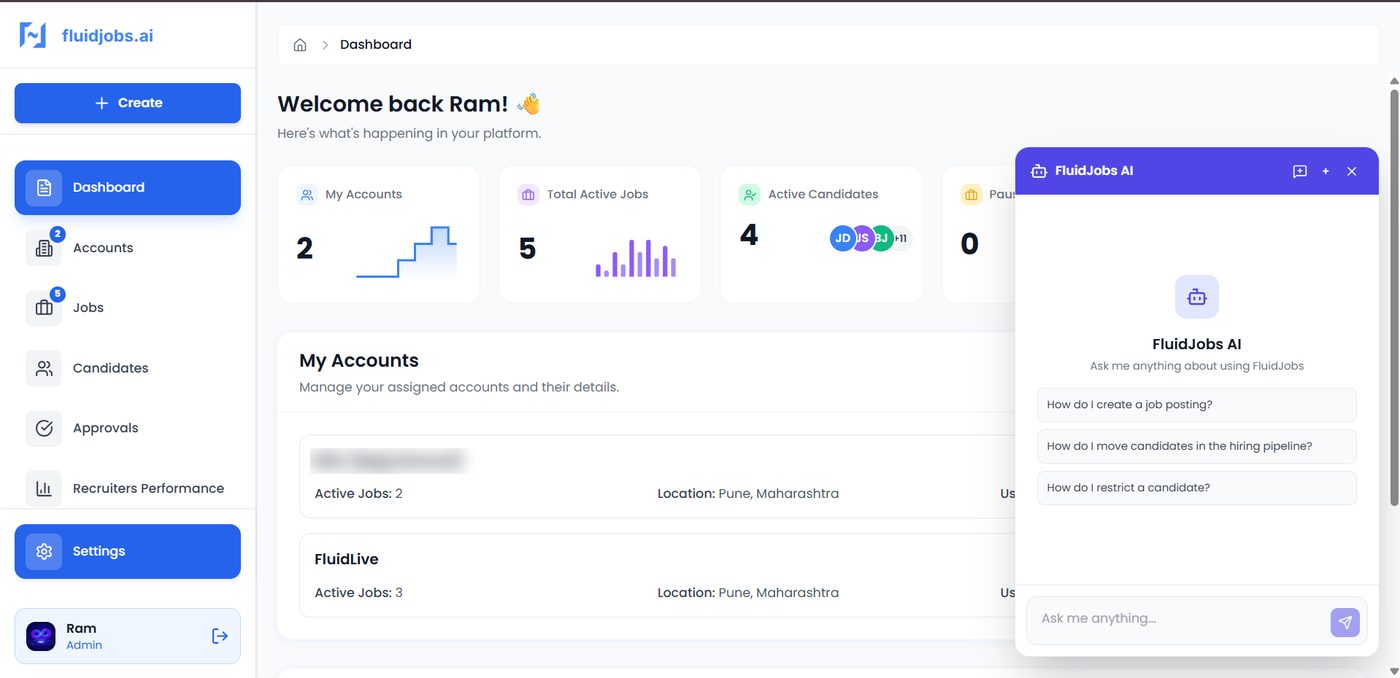 fluidjobs.ai
Create
Dashboard
2
Accounts
5
Jobs
Candidates
Approvals
Recruiters Performance
Settings
Ram
Admin
Dashboard
Welcome back Ram! 👋
Here's what's happening in your platform.
My Accounts
2
Total Active Jobs
5
Active Candidates
4
JD JS BJ +11
Paus
0
My Accounts
Manage your assigned accounts and their details.
Active Jobs: 2 Location: Pune, Maharashtra Us
FluidLive
Active Jobs: 3 Location: Pune, Maharashtra Us
FluidJobs AI
FluidJobs AI
Ask me anything about using FluidJobs
How do I create a job posting?
How do I move candidates in the hiring pipeline?
How do I restrict a candidate?
Ask me anything...